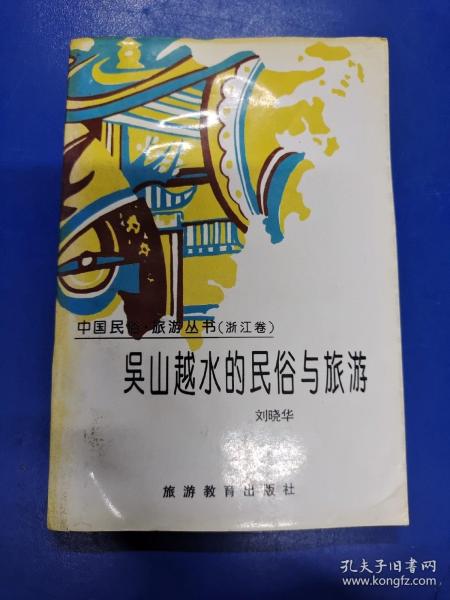 中国民俗·旅游丛书(浙江卷)
吴山越水的民俗与旅游
刘晓华
旅游教育出版社
孔夫子旧书网
www.kongfz.com